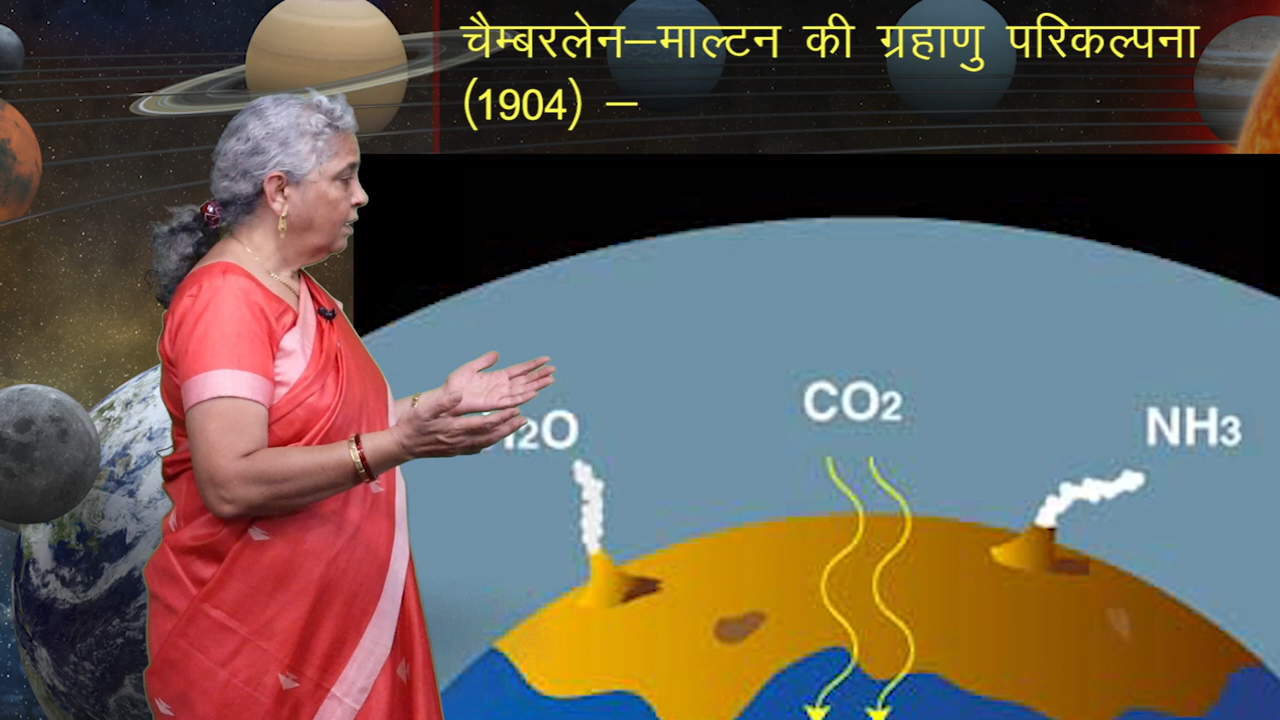 चैम्बरलेन–माल्टन की ग्रहाणु परिकल्पना
(1904) –
CO2
NH3